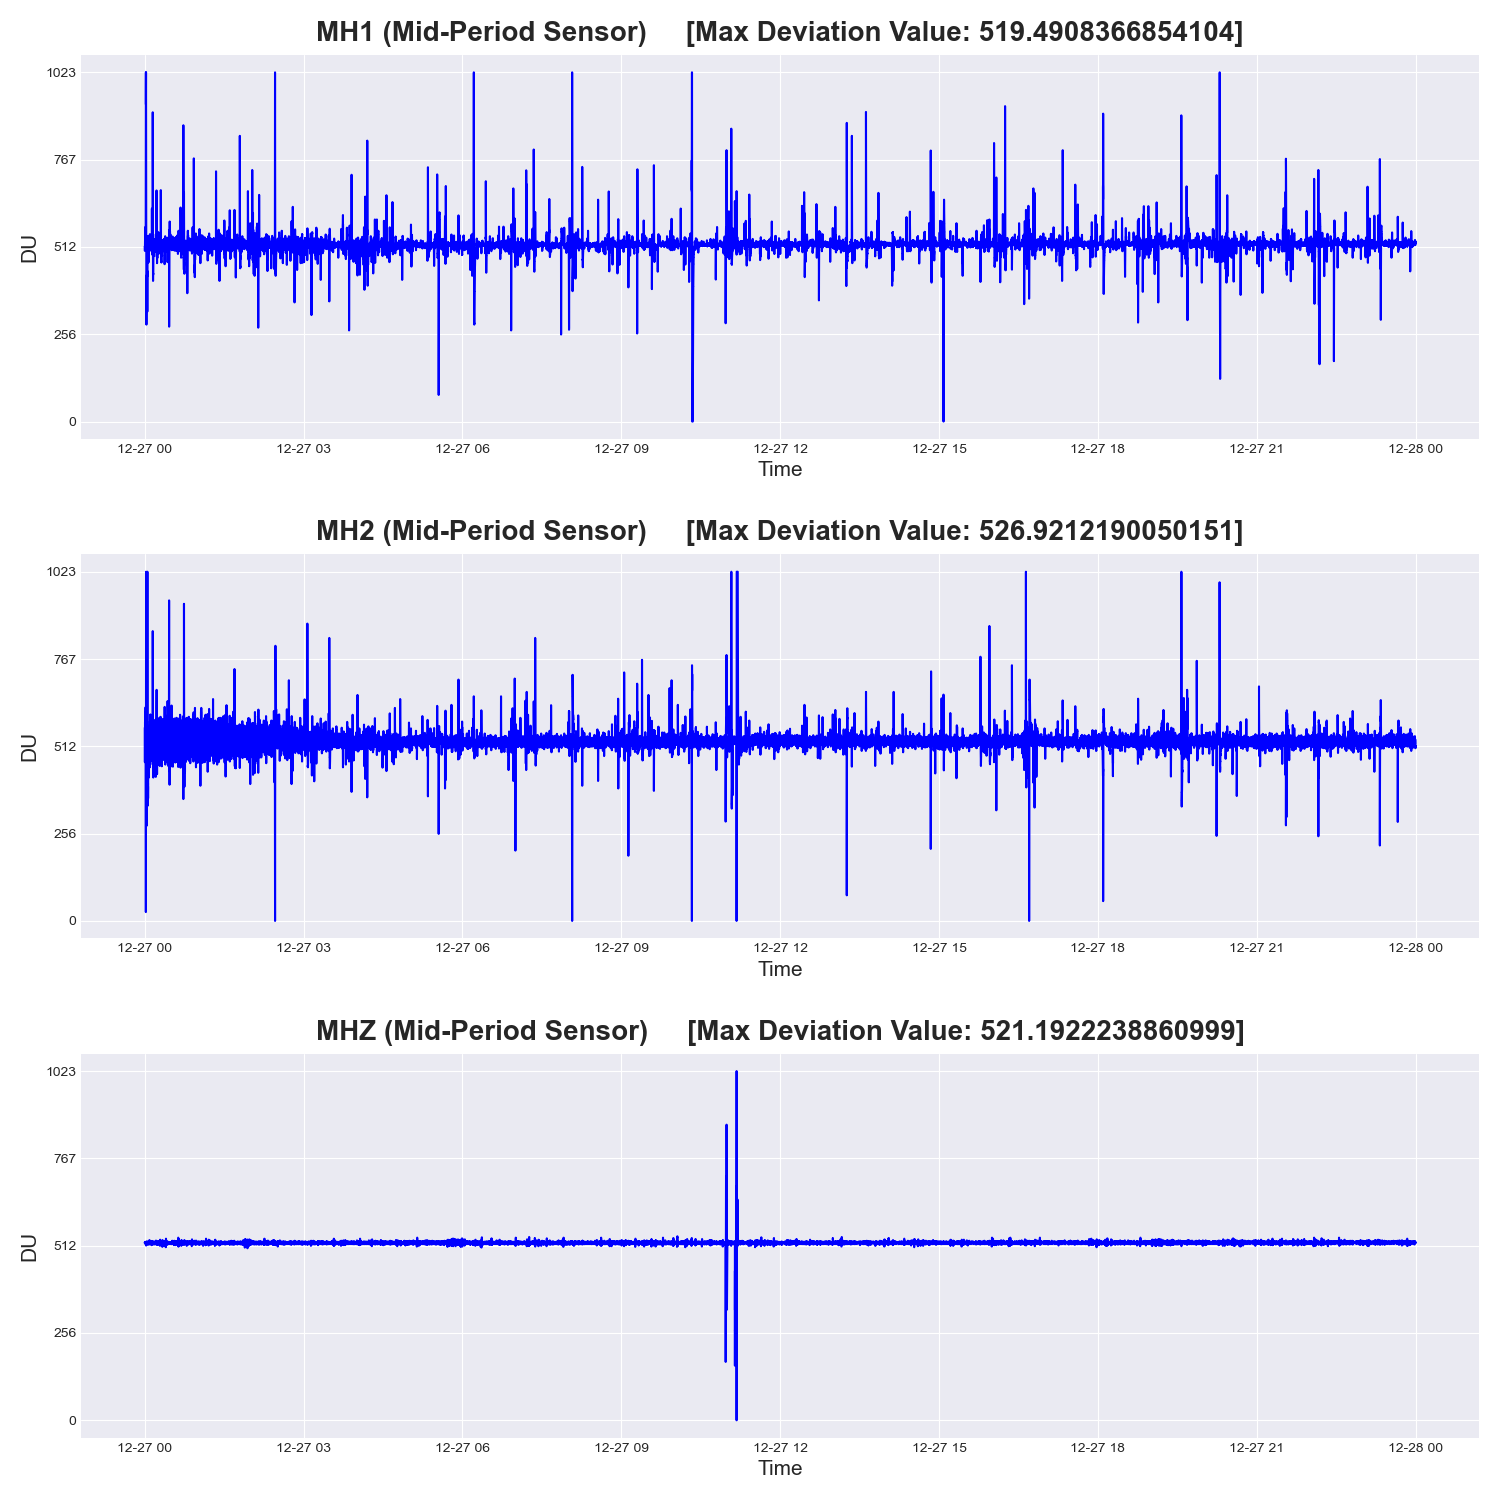 MH1 (Mid-Period Sensor) [Max Deviation Value: 519.4908366854104]
1023
767
512
256
0
DU
12-27 00 12-27 03 12-27 06 12-27 09 12-27 12 12-27 15 12-27 18 12-27 21 12-28 00
Time
MH2 (Mid-Period Sensor) [Max Deviation Value: 526.9212190050151]
1023
767
512
256
0
DU
12-27 00 12-27 03 12-27 06 12-27 09 12-27 12 12-27 15 12-27 18 12-27 21 12-28 00
Time
MHZ (Mid-Period Sensor) [Max Deviation Value: 521.1922238860999]
1023
767
512
256
0
DU
12-27 00 12-27 03 12-27 06 12-27 09 12-27 12 12-27 15 12-27 18 12-27 21 12-28 00
Time